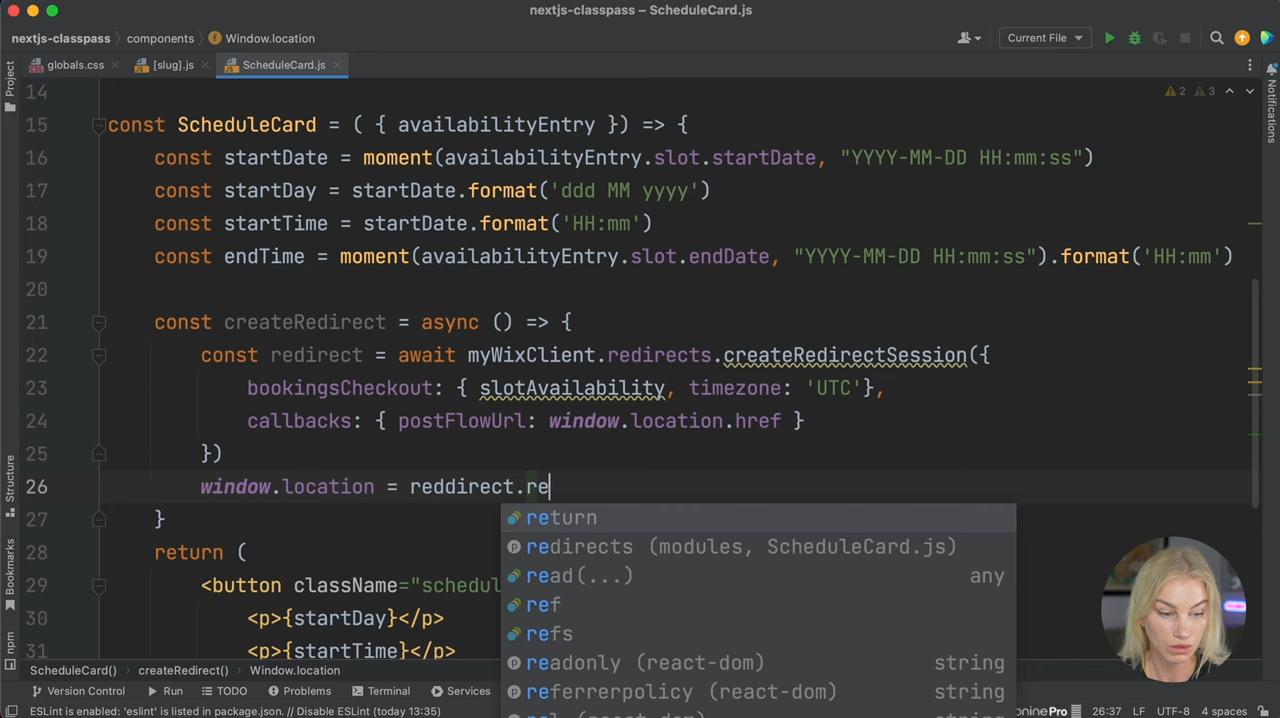 nextjs-classpass – ScheduleCard.js
nextjs-classpass components Window.location Current File
globals.css [slug].js ScheduleCard.js
Project
Notifications
Structure
Bookmarks
npm
14 2 3
15 const ScheduleCard = ( { availabilityEntry }) => {
16 const startDate = moment(availabilityEntry.slot.startDate, "YYYY-MM-DD HH:mm:ss")
17 const startDay = startDate.format('ddd MM yyyy')
18 const startTime = startDate.format('HH:mm')
19 const endTime = moment(availabilityEntry.slot.endDate, "YYYY-MM-DD HH:mm:ss").format('HH:mm')
20
21 const createRedirect = async () => {
22 const redirect = await myWixClient.redirects.createRedirectSession({
23 bookingsCheckout: { slotAvailability, timezone: 'UTC'},
24 callbacks: { postFlowUrl: window.location.href }
25 })
26 window.location = reddirect.re
27 }
28 return (
29 <button className="schedul
30 <p>{startDay}</p>
31 <p>{startTime}</p>
return
redirects (modules, ScheduleCard.js)
read(...) any
ref
refs
readonly (react-dom) string
referrerpolicy (react-dom) string
ScheduleCard() createRedirect() Window.location
Version Control Run TODO Problems Terminal Services
ESLint is enabled: 'eslint' is listed in package.json. // Disable ESLint (today 13:35) 26:37 LF UTF-8 4 spaces